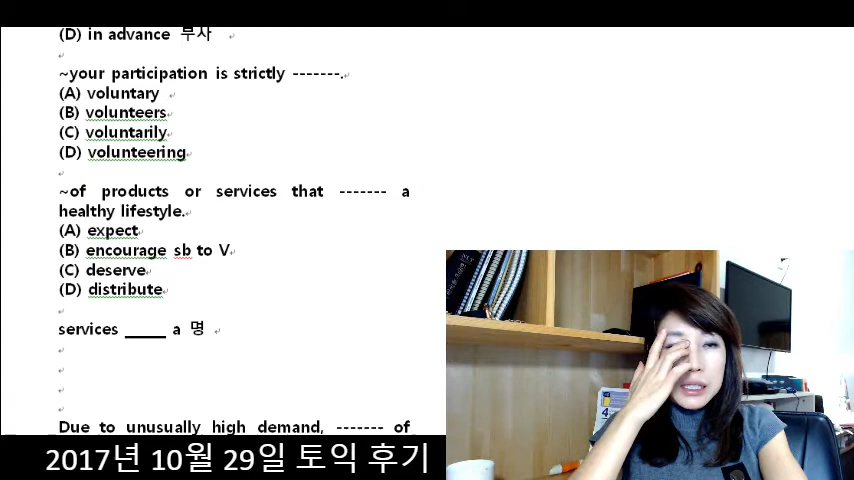 (D) in advance 부사
~your participation is strictly -------.
(A) voluntary
(B) volunteers
(C) voluntarily
(D) volunteering
~of products or services that ------- a
healthy lifestyle.
(A) expect
(B) encourage sb to V
(C) deserve
(D) distribute
services _____ a 명
Due to unusually high demand, ------- of
2017년 10월 29일 토익 후기